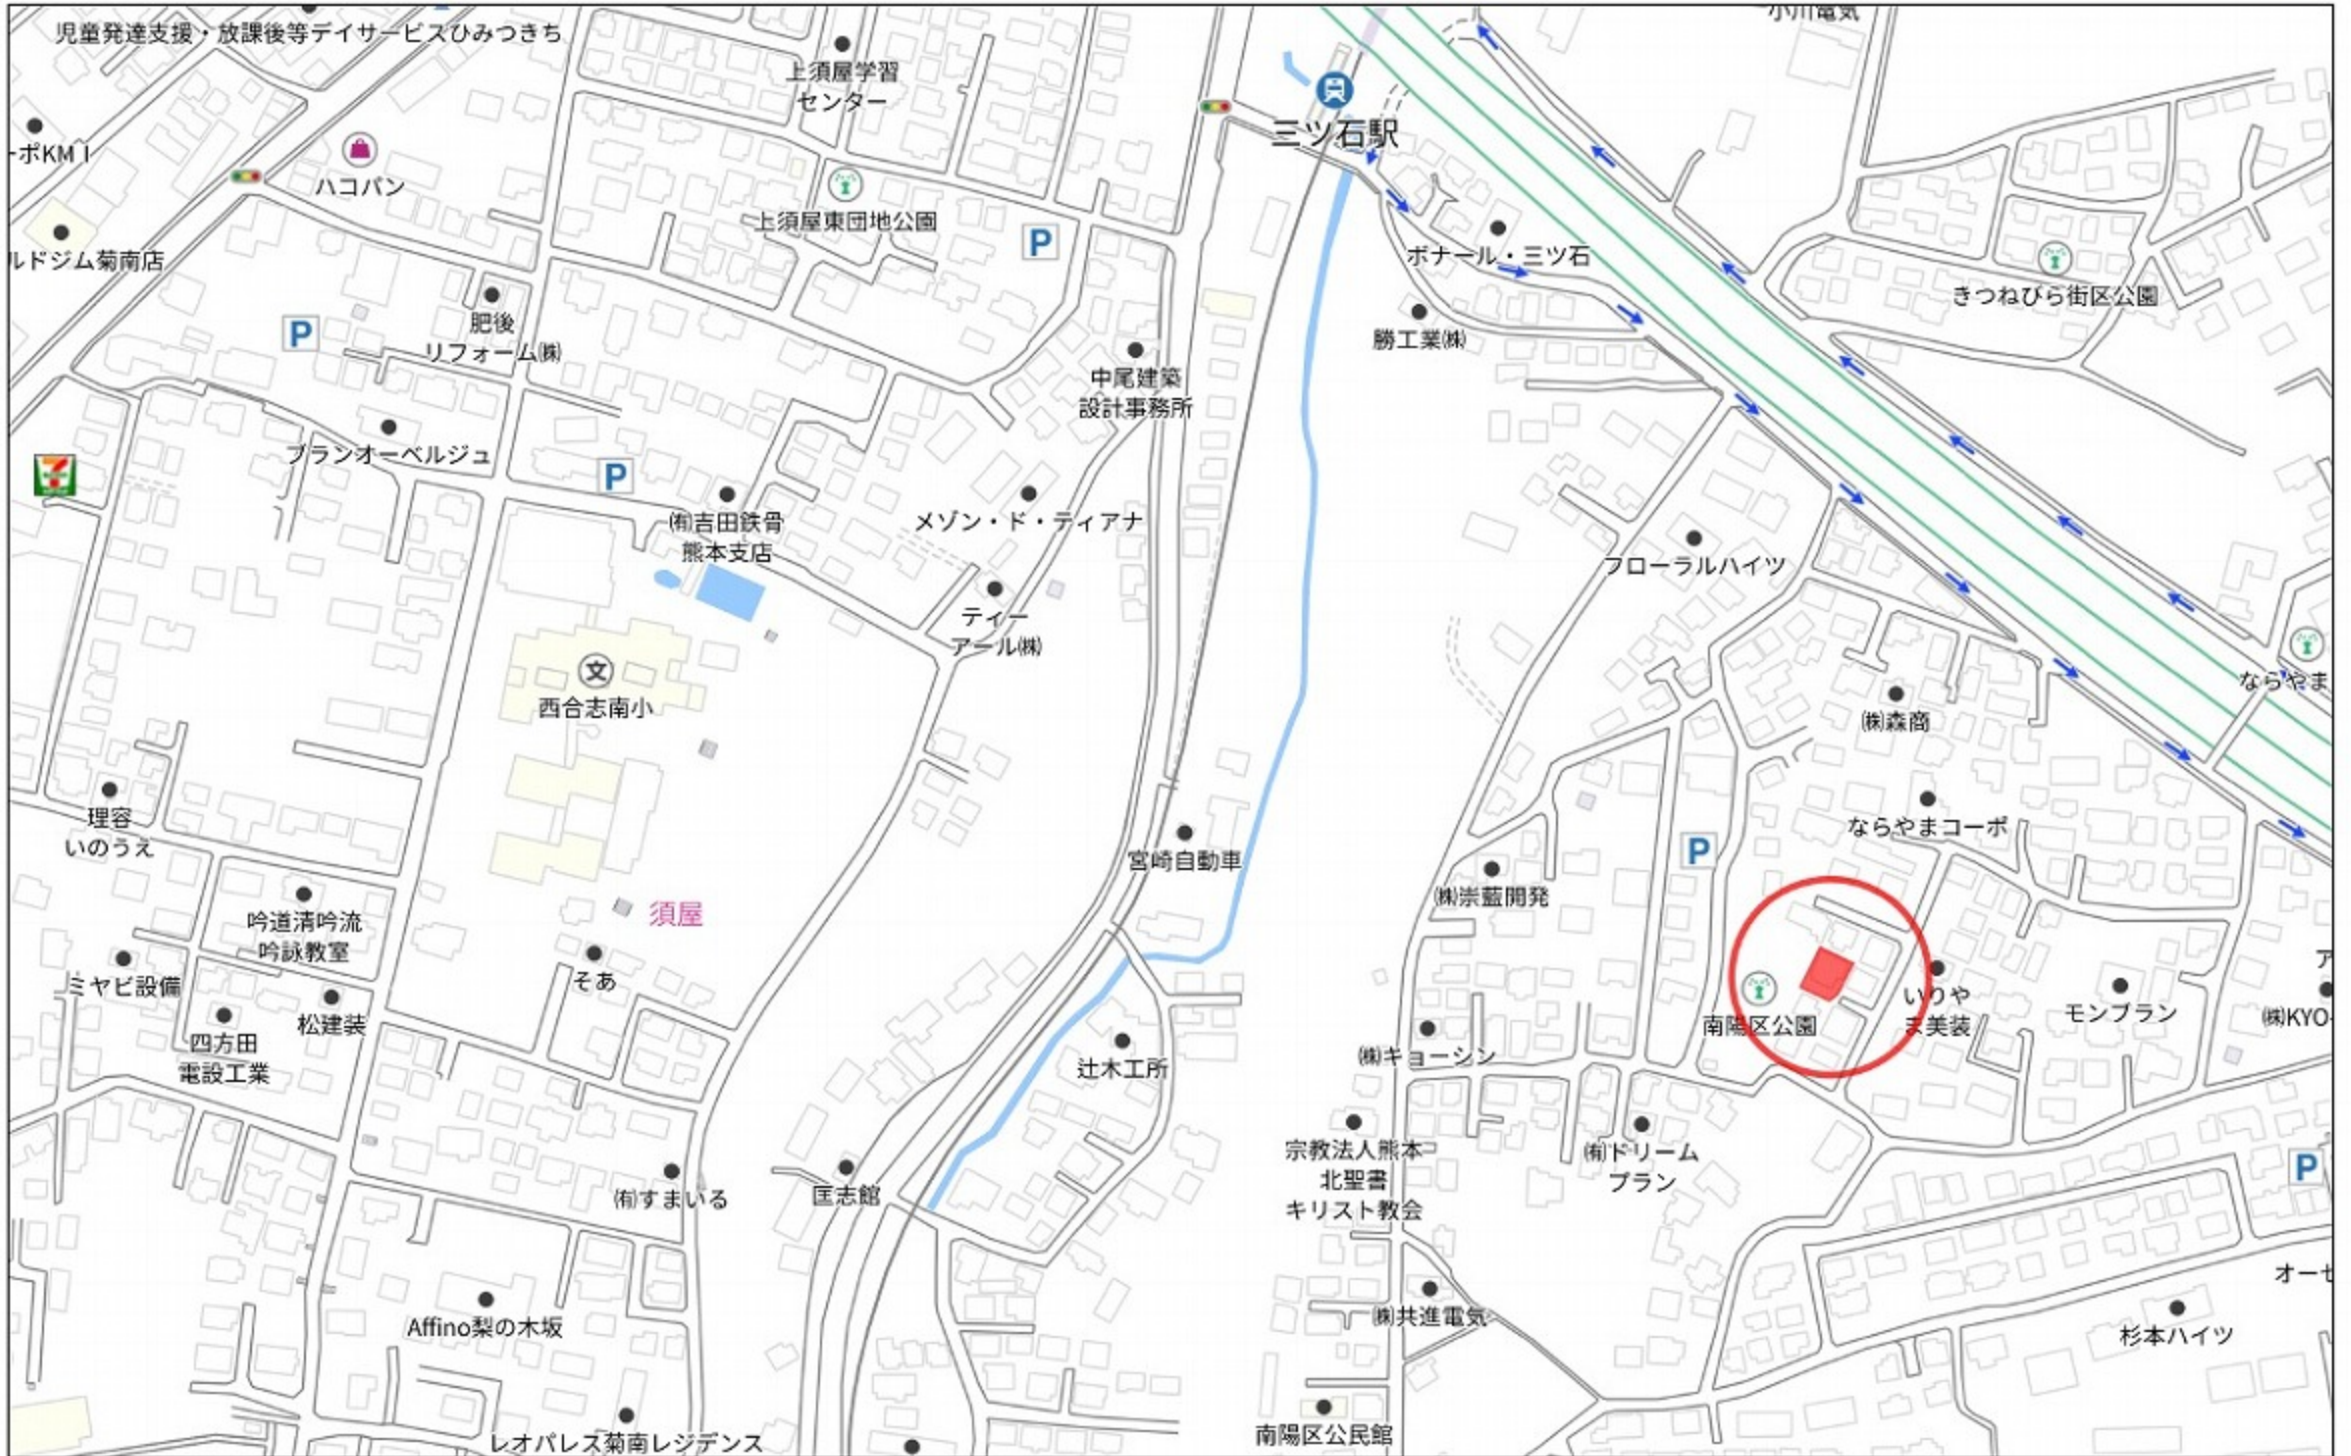 児童発達支援・放課後等デイサービスひみつきち
小川電気
上須屋学習
センター
ーポKM I
ハコパン
三ツ石駅
上須屋東団地公園
P
ルドジム菊南店
ボナール・三ツ石
きつねびら街区公園
P
肥後
リフォーム㈱
勝工業㈱
中尾建築
設計事務所
ブランオーベルジュ
P
㈲吉田鉄骨
熊本支店
メゾン・ド・ティアナ
フローラルハイツ
ティー
アール㈱
文
西合志南小
ならやま
㈱森商
理容
いのうえ
P
ならやまコーポ
宮崎自動車
㈱崇藍開発
須屋
吟道清吟流
吟詠教室
そあ
ミヤビ設備
松建装
四方田
電設工業
南陽区公園
いりや
ま美装
モンブラン
ア
㈱KYO-
㈱キョーシン
辻木工所
宗教法人熊本
北聖書
キリスト教会
㈲ドリーム
プラン
P
㈲すまいる
匡志館
オーセ
㈱共進電気
Affino梨の木坂
杉本ハイツ
南陽区公民館
レオパレス菊南レジデンス